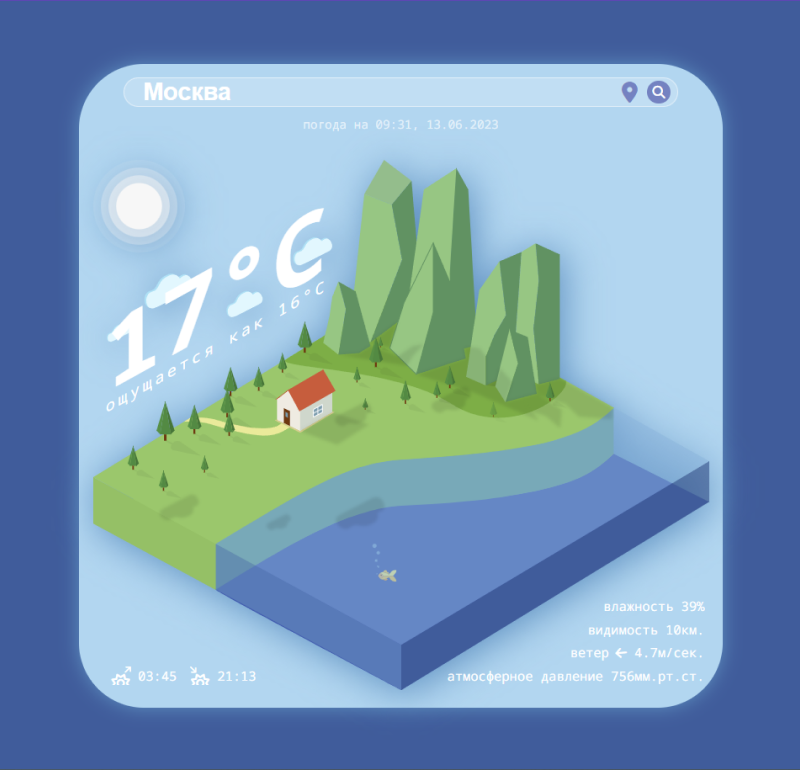 Москва
погода на 09:31, 13.06.2023
17°C
ощущается как 16°C
влажность 39%
видимость 10км.
ветер ← 4.7м/сек.
атмосферное давление 756мм.рт.ст.
03:45 21:13